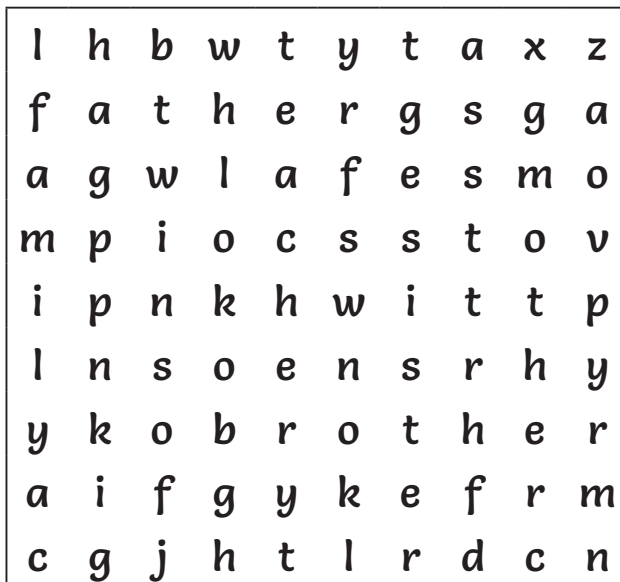 l h b w t y t a x z
f a t h e r g s g a
a g w l a f e s m o
m p i o c s s t o v
i p n k h w i t t p
l n s o e n s r h y
y k o b r o t h e r
a i f g y k e f r m
c g j h t l r d c n